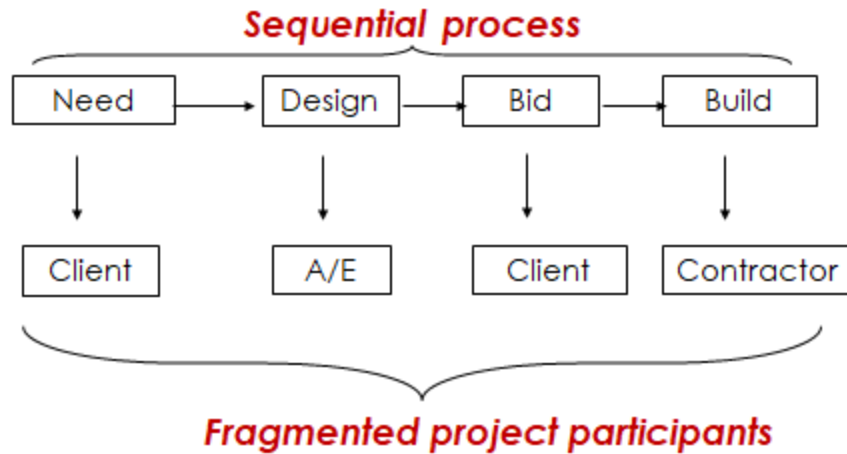 Sequential process
Need
Design
Bid
Build
Client
A/E
Client
Contractor
Fragmented project participants